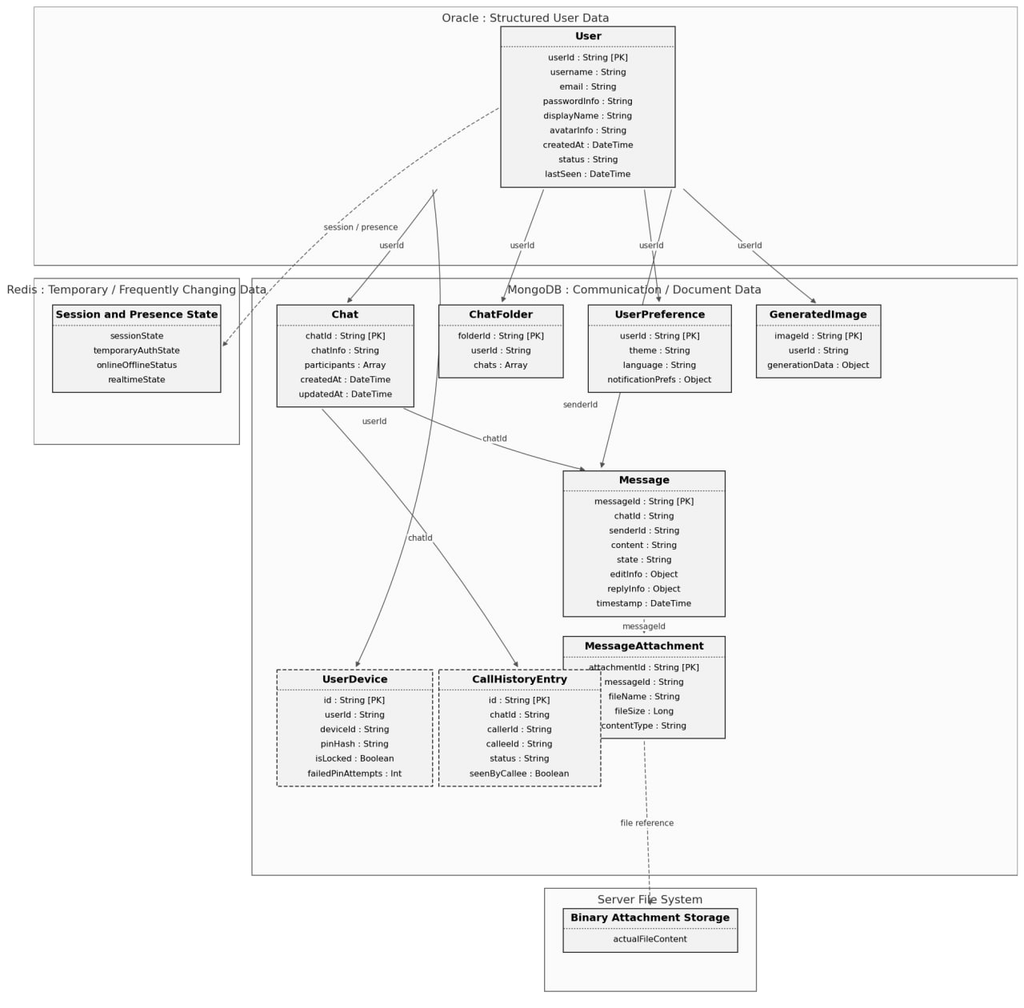 Oracle : Structured User Data
User
userId : String [PK]
username : String
email : String
passwordInfo : String
displayName : String
avatarInfo : String
createdAt : DateTime
status : String
lastSeen : DateTime
session / presence
userId
userId
userId
userId
Redis : Temporary / Frequently Changing Data
Session and Presence State
sessionState
temporaryAuthState
onlineOfflineStatus
realtimeState
MongoDB : Communication / Document Data
Chat
chatId : String [PK]
chatInfo : String
participants : Array
createdAt : DateTime
updatedAt : DateTime
ChatFolder
folderId : String [PK]
userId : String
chats : Array
UserPreference
userId : String [PK]
theme : String
language : String
notificationPrefs : Object
GeneratedImage
imageId : String [PK]
userId : String
generationData : Object
senderId
userId
chatId
Message
messageId : String [PK]
chatId : String
senderId : String
content : String
state : String
editInfo : Object
replyInfo : Object
timestamp : DateTime
chatId
messageId
MessageAttachment
attachmentId : String [PK]
messageId : String
fileName : String
fileSize : Long
contentType : String
UserDevice
id : String [PK]
userId : String
deviceId : String
pinHash : String
isLocked : Boolean
failedPinAttempts : Int
CallHistoryEntry
id : String [PK]
chatId : String
callerId : String
calleeId : String
status : String
seenByCallee : Boolean
file reference
Server File System
Binary Attachment Storage
actualFileContent